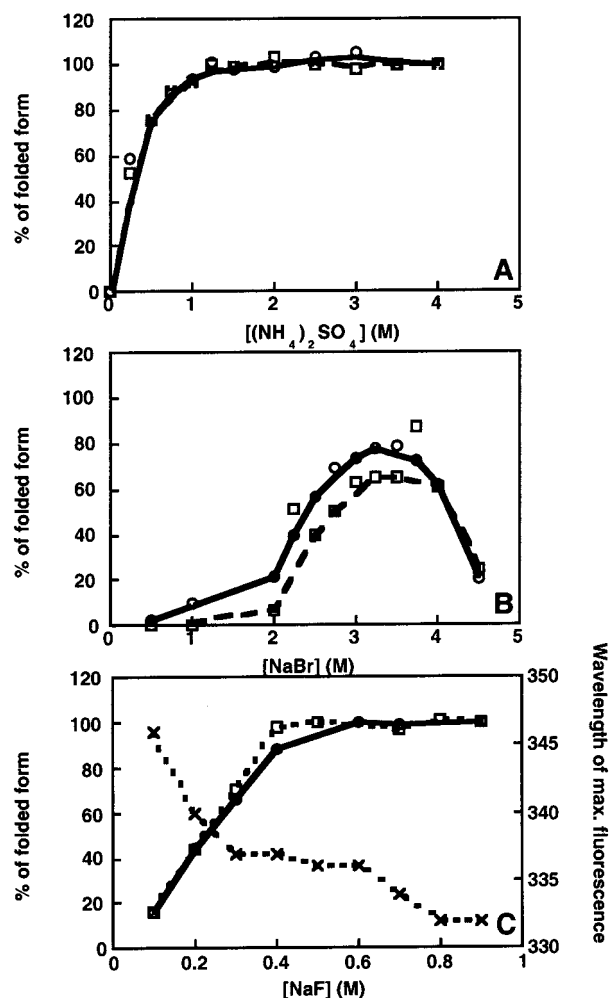 120
100
80
60
40
20
0
% of folded form
A
0 1 2 3 4 5
[(NH4)2SO4] (M)
120
100
80
60
40
20
0
% of folded form
B
0 1 2 3 4 5
[NaBr] (M)
120
100
80
60
40
20
0
% of folded form
350
345
340
335
330
Wavelength of max. fluorescence
C
0 0.2 0.4 0.6 0.8 1
[NaF] (M)